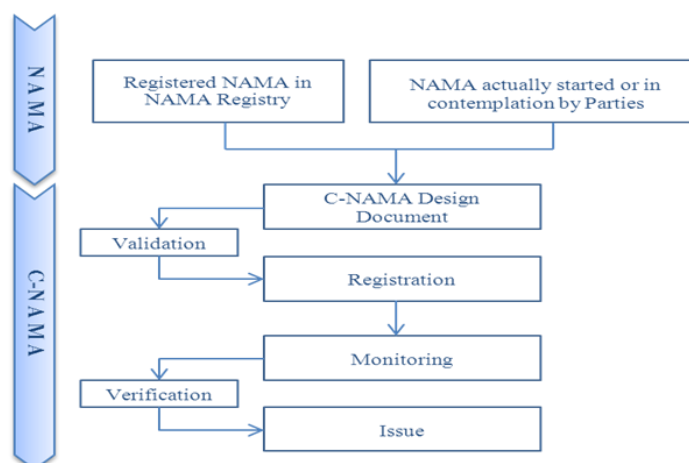 NAMA
Registered NAMA in
NAMA Registry
NAMA actually started or in
contemplation by Parties
C-NAMA
C-NAMA Design
Document
Validation
Registration
Monitoring
Verification
Issue